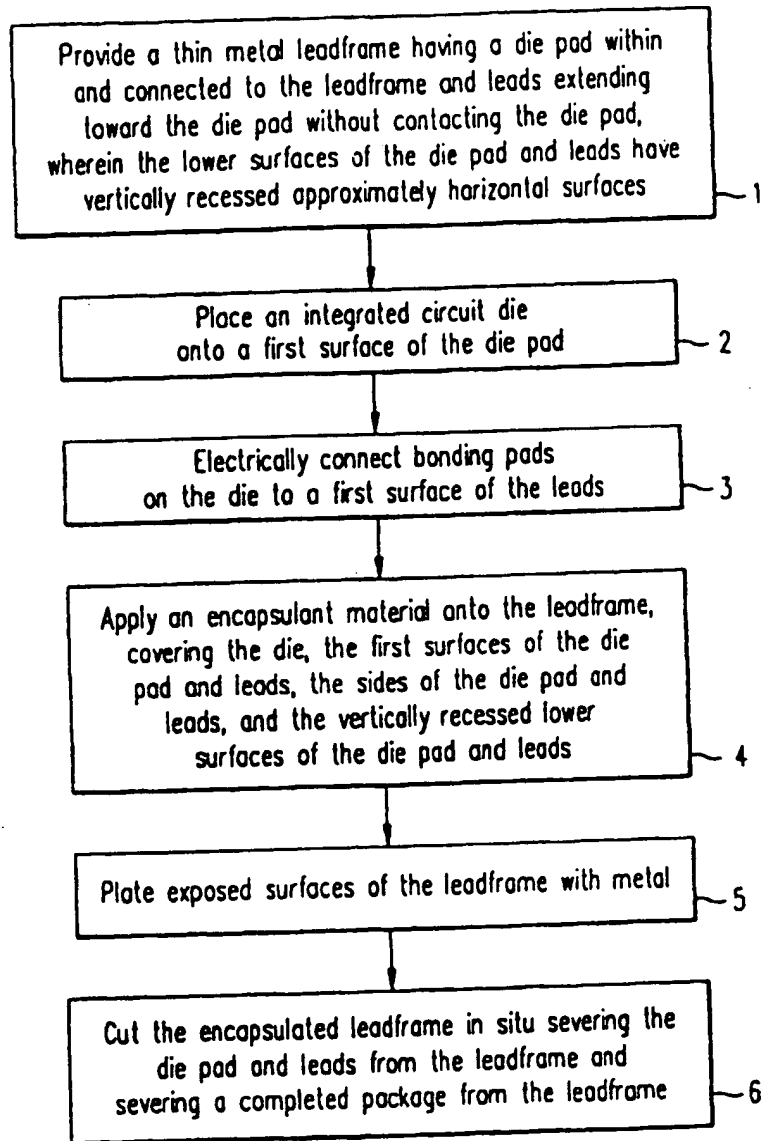 Provide a thin metal leadframe having a die pad within
and connected to the leadframe and leads extending
toward the die pad without contacting the die pad,
wherein the lower surfaces of the die pad and leads have
vertically recessed approximately horizontal surfaces
1
Place an integrated circuit die
onto a first surface of the die pad
2
Electrically connect bonding pads
on the die to a first surface of the leads
3
Apply an encapsulant material onto the leadframe,
covering the die, the first surfaces of the die
pad and leads, the sides of the die pad and
leads, and the vertically recessed lower
surfaces of the die pad and leads
4
Plate exposed surfaces of the leadframe with metal
5
Cut the encapsulated leadframe in situ severing the
die pad and leads from the leadframe and
severing a completed package from the leadframe
6